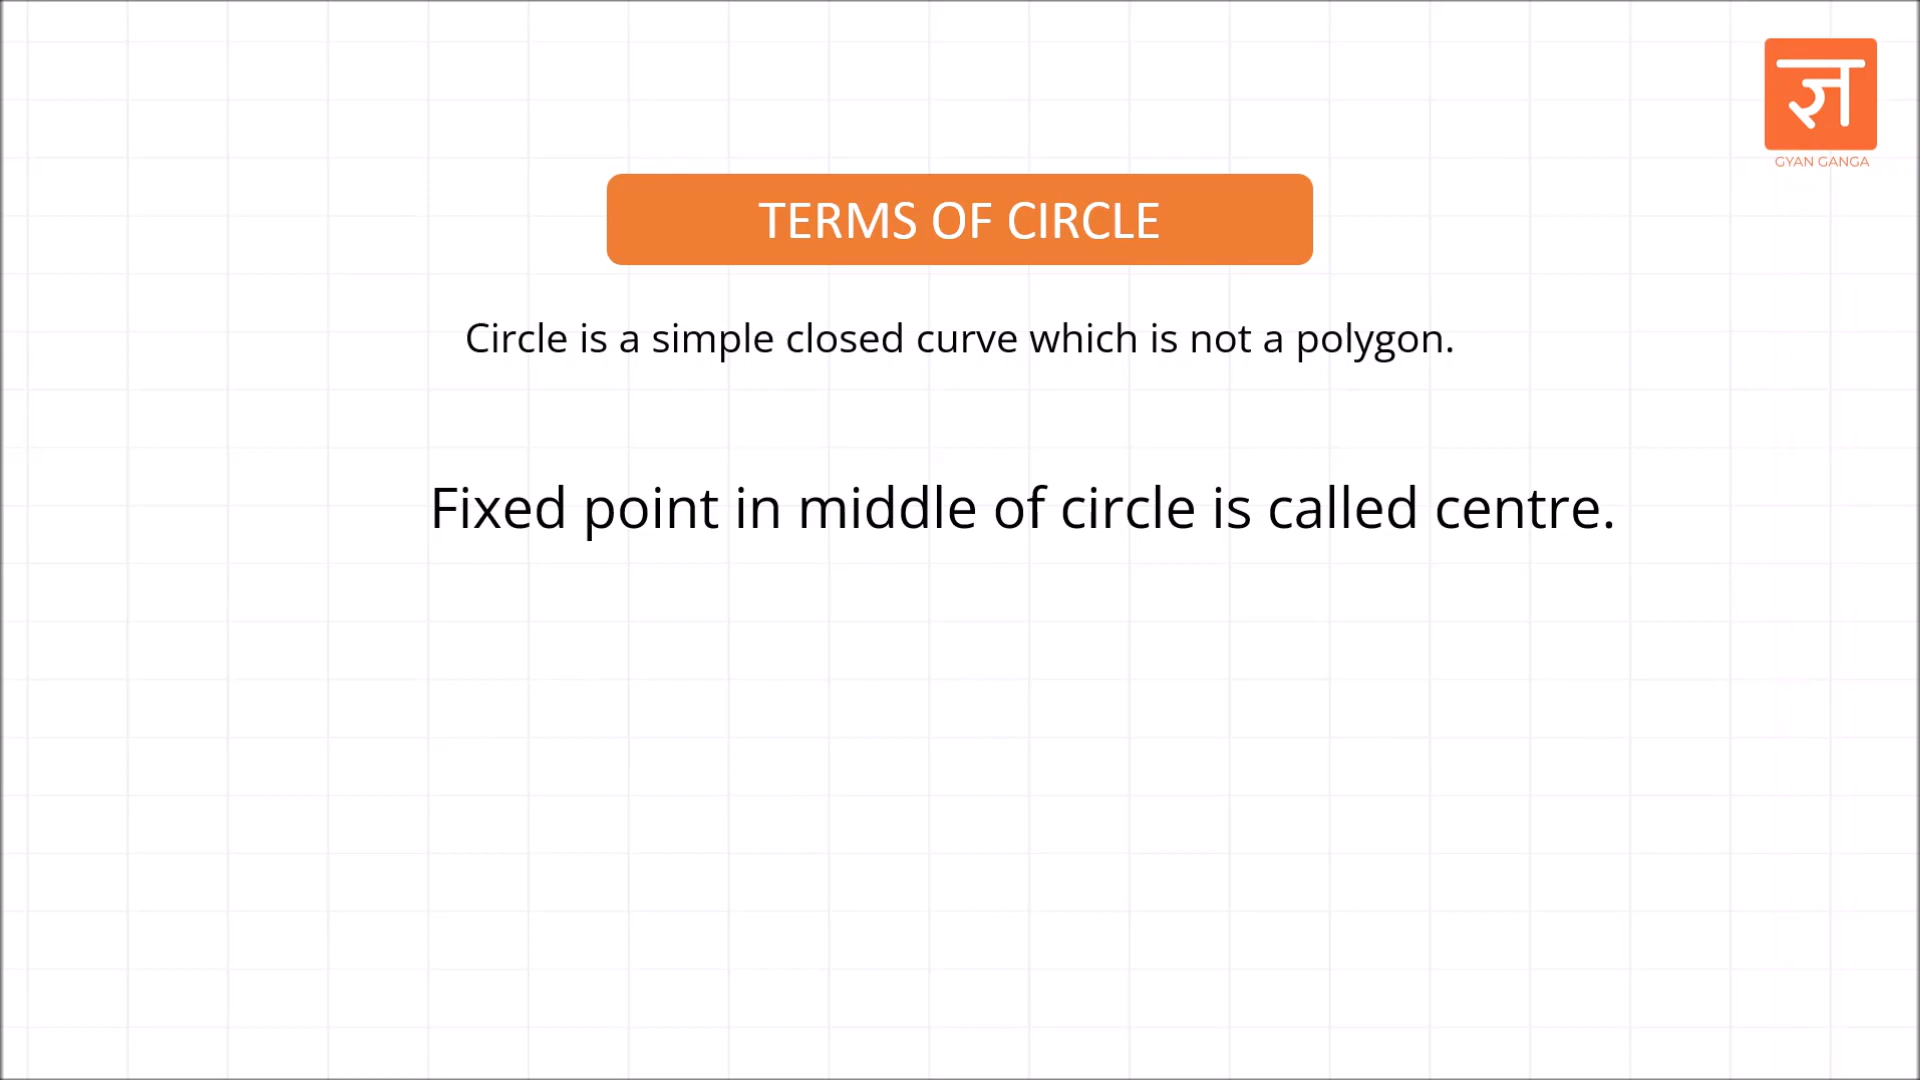 ज्ञ
GYAN GANGA
TERMS OF CIRCLE
Circle is a simple closed curve which is not a polygon.
Fixed point in middle of circle is called centre.